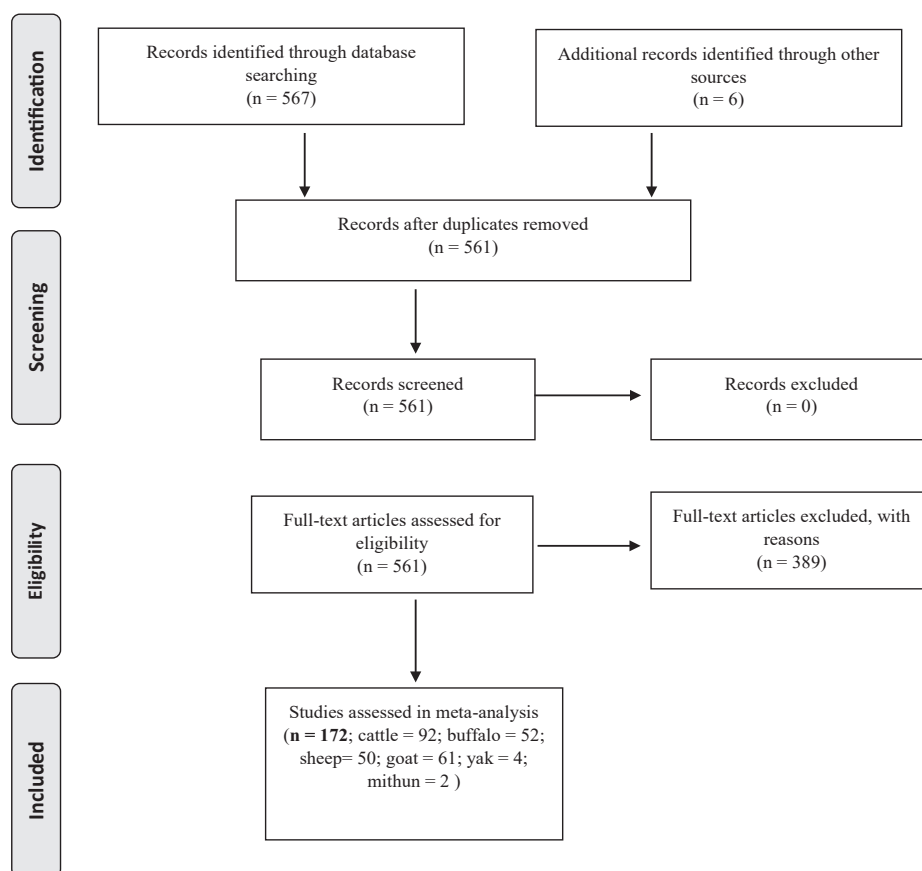 Identification
Records identified through database
searching
(n = 567)
Additional records identified through other
sources
(n = 6)
Records after duplicates removed
(n = 561)
Screening
Records screened
(n = 561)
Records excluded
(n = 0)
Eligibility
Full-text articles assessed for
eligibility
(n = 561)
Full-text articles excluded, with
reasons
(n = 389)
Included
Studies assessed in meta-analysis
(n = 172; cattle = 92; buffalo = 52;
sheep= 50; goat = 61; yak = 4;
mithun = 2 )